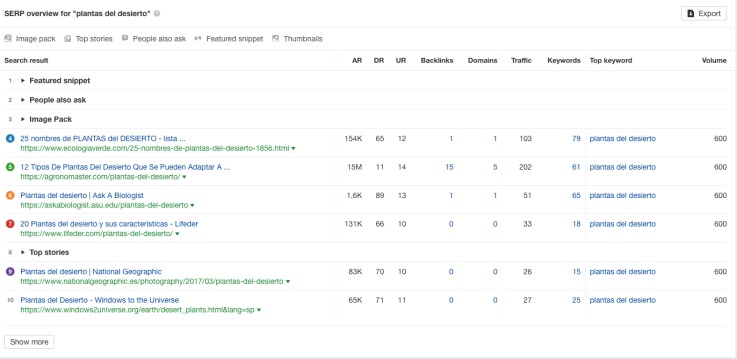 SERP overview for "plantas del desierto" Export
Image pack Top stories People also ask Featured snippet Thumbnails
Search result AR DR UR Backlinks Domains Traffic Keywords Top keyword Volume
1 Featured snippet
2 People also ask
3 Image Pack
4 25 nombres de PLANTAS del DESIERTO - lista ... 154K 65 12 1 1 103 79 plantas del desierto 600
https://www.ecologiaverde.com/25-nombres-de-plantas-del-desierto-1856.html
5 12 Tipos De Plantas Del Desierto Que Se Pueden Adaptar A ... 15M 11 14 15 5 202 61 plantas del desierto 600
https://agronomaster.com/plantas-del-desierto/
6 Plantas del desierto | Ask A Biologist 1.6K 89 13 1 1 51 65 plantas del desierto 600
https://askabiologist.asu.edu/plantas-del-desierto
7 20 Plantas del desierto y sus características - Lifeder 131K 66 10 0 0 33 18 plantas del desierto 600
https://www.lifeder.com/plantas-del-desierto/
8 Top stories
9 Plantas del desierto | National Geographic 83K 70 10 0 0 26 15 plantas del desierto 600
https://www.nationalgeographic.es/photography/2017/03/plantas-del-desierto
10 Plantas del Desierto - Windows to the Universe 65K 71 11 0 0 27 25 plantas del desierto 600
https://www.windows2universe.org/earth/desert_plants.html&lang=sp
Show more